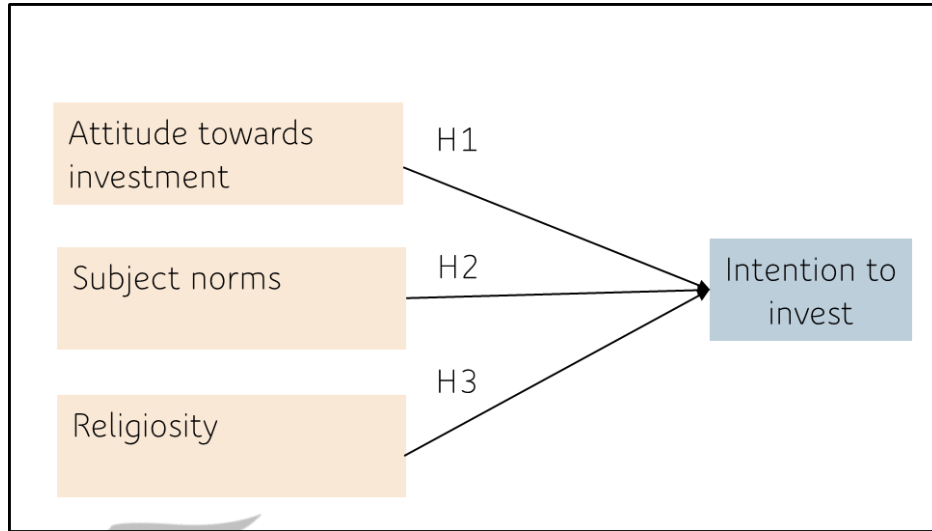 Attitude towards
investment
H1
Subject norms
H2
Intention to
invest
H3
Religiosity